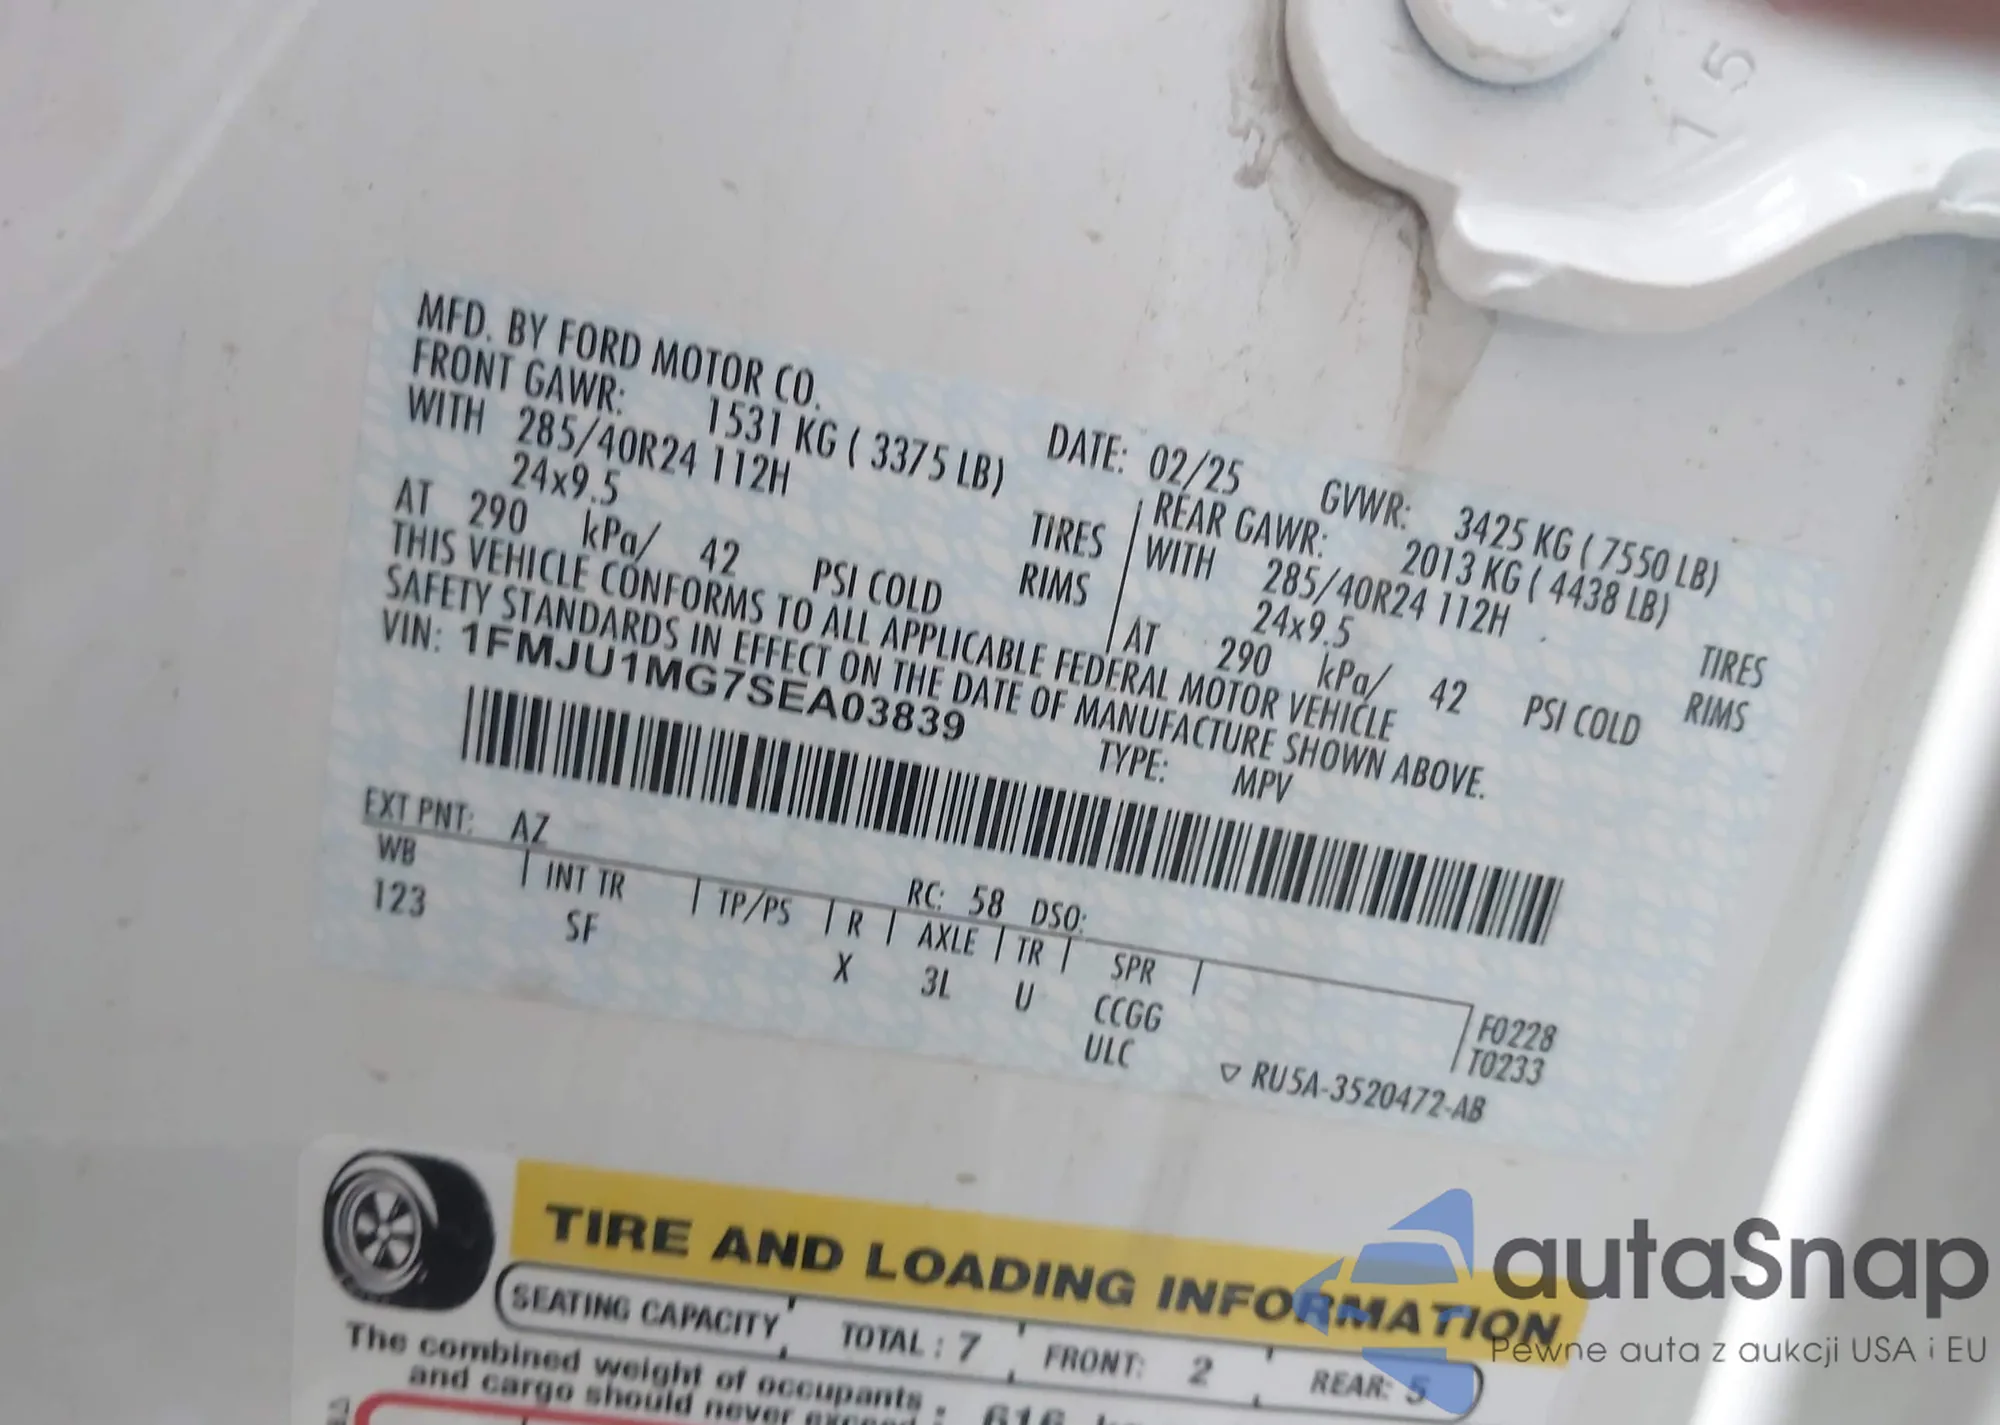 15
MFD. BY FORD MOTOR CO.
DATE: 02/25 GVWR: 3425 KG ( 7550 LB)
FRONT GAWR: 1531 KG ( 3375 LB)
REAR GAWR: 2013 KG ( 4438 LB)
WITH 285/40R24 112H TIRES
WITH 285/40R24 112H TIRES
24x9.5 RIMS
24x9.5 RIMS
AT 290 kPa/ 42 PSI COLD
AT 290 kPa/ 42 PSI COLD
THIS VEHICLE CONFORMS TO ALL APPLICABLE FEDERAL MOTOR VEHICLE
SAFETY STANDARDS IN EFFECT ON THE DATE OF MANUFACTURE SHOWN ABOVE.
VIN: 1FMJU1MG7SEA03839
TYPE: MPV
EXT PNT: AZ RC: 58 DSO:
WB INT TR TP/PS R AXLE TR SPR
123 SF X 3L U CCGG
ULC
F0228
T0233
RU5A-3520472-AB
TIRE AND LOADING INFORMATION
SEATING CAPACITY TOTAL : 7 FRONT: 2 REAR: 5
The combined weight of occupants
and cargo should never exceed : 616
autaSnap
Pewne auta z aukcji USA i EU